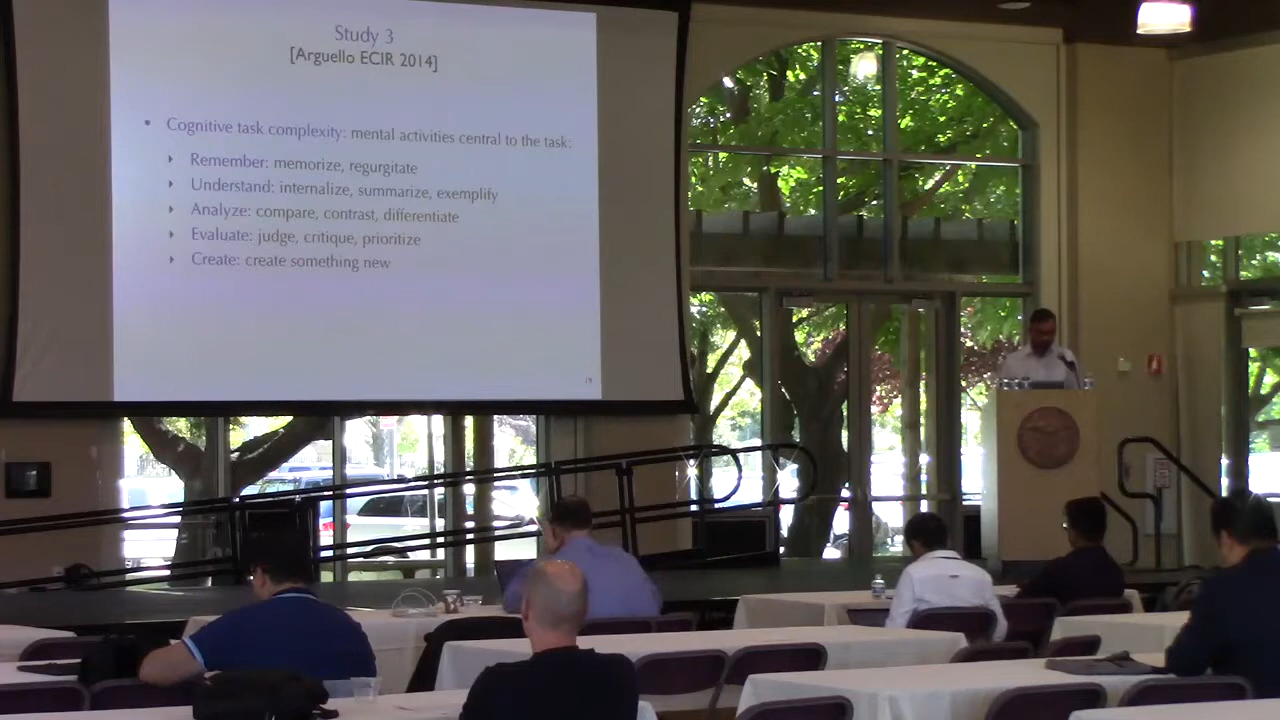 Study 3
[Arguello ECIR 2014]
• Cognitive task complexity: mental activities central to the task:
‣ Remember: memorize, regurgitate
‣ Understand: internalize, summarize, exemplify
‣ Analyze: compare, contrast, differentiate
‣ Evaluate: judge, critique, prioritize
‣ Create: create something new
19